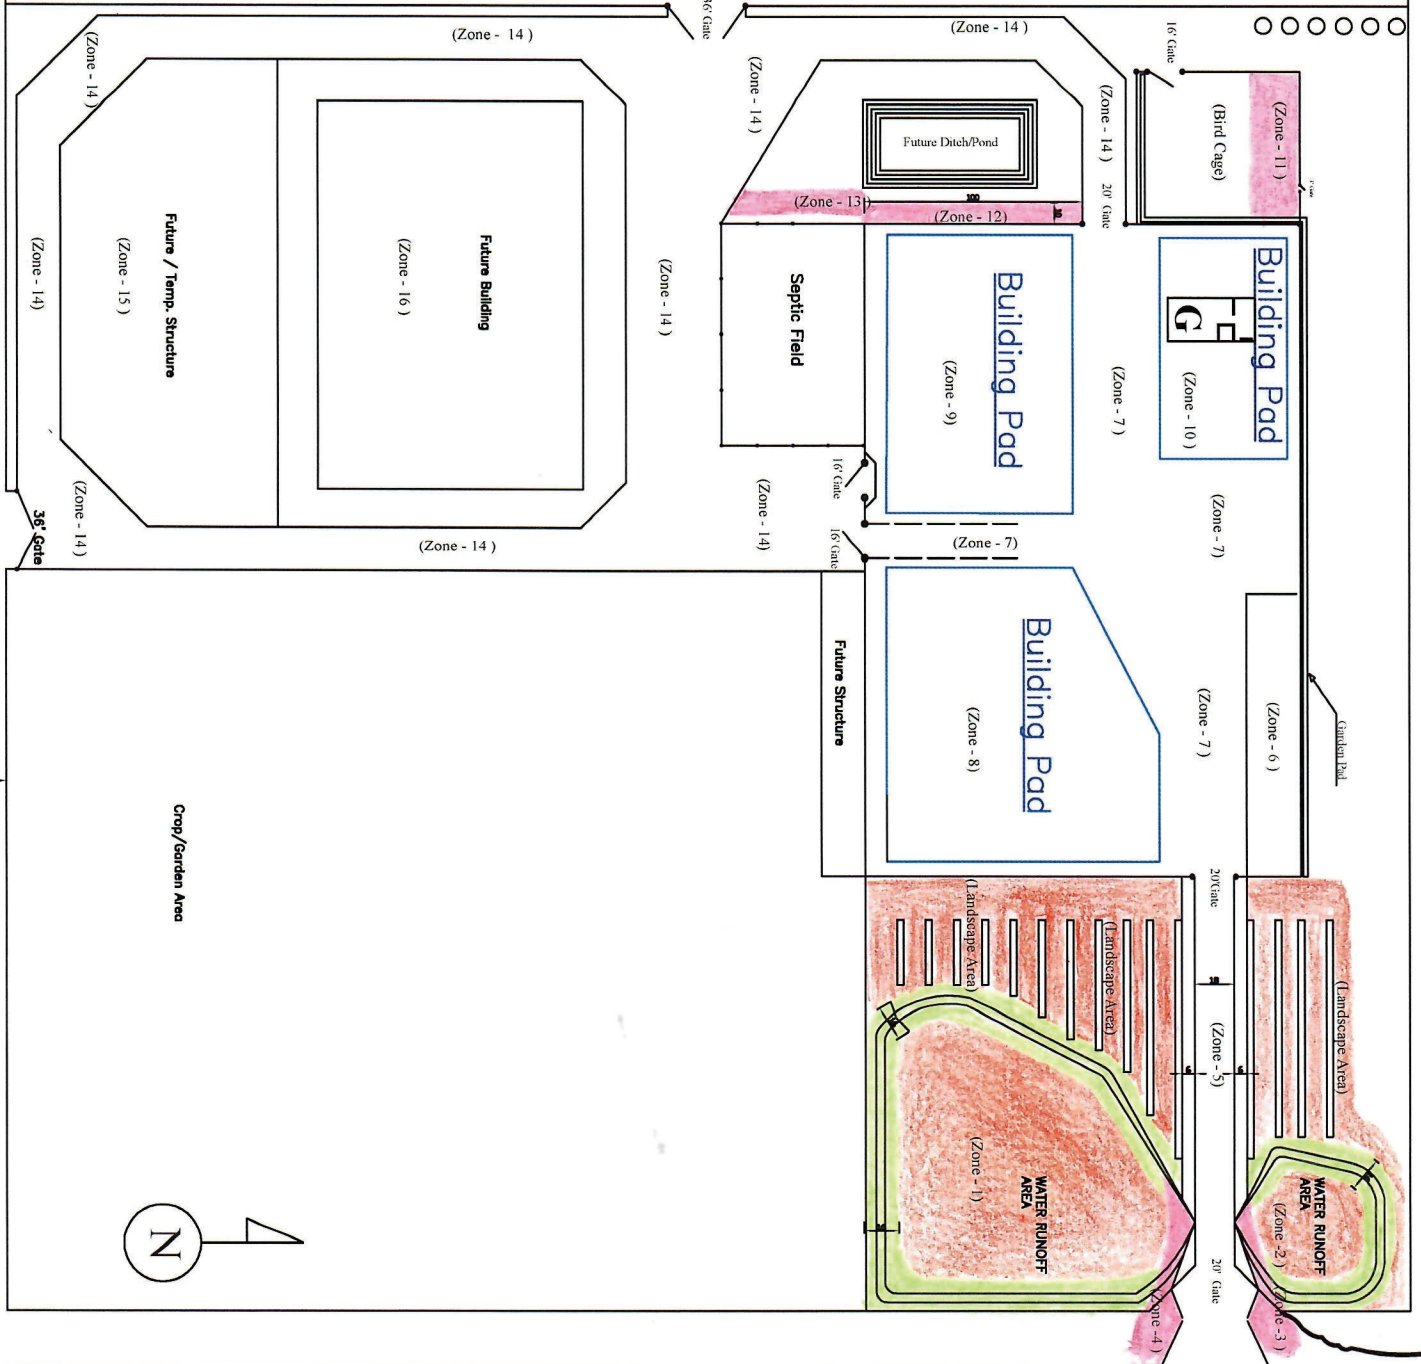 36' Gate
(Zone - 14 )
(Zone - 14 )
16' Gate
(Zone - 14 )
(Zone - 14 )
(Zone - 14 )
(Bird Cage)
(Zone - 11 )
Future Ditch/Pond
20' Gate
(Zone - 13)
100
(Zone - 12)
10
Future / Temp. Structure
(Zone - 14)
(Zone - 15 )
(Zone - 16 )
Future Building
(Zone - 14 )
Septic Field
Building Pad
(Zone - 9)
(Zone - 7 )
Building Pad
G
(Zone - 10 )
16' Gate
(Zone - 14 )
(Zone - 14 )
16' Gate
(Zone - 7)
(Zone - 7)
36' Gate
(Zone - 14 )
Future Structure
Building Pad
(Zone - 8)
(Zone - 7 )
(Zone - 6 )
Garden Pad
Crop/Garden Area
20'Gate
(Landscape Area)
(Landscape Area)
18
(Zone - 5)
6
6
(Landscape Area)
(Zone - 1)
WATER RUNOFF
AREA
WATER RUNOFF
AREA
(Zone -2 )
20' Gate
(Zone -4 )
(Zone -3 )
N